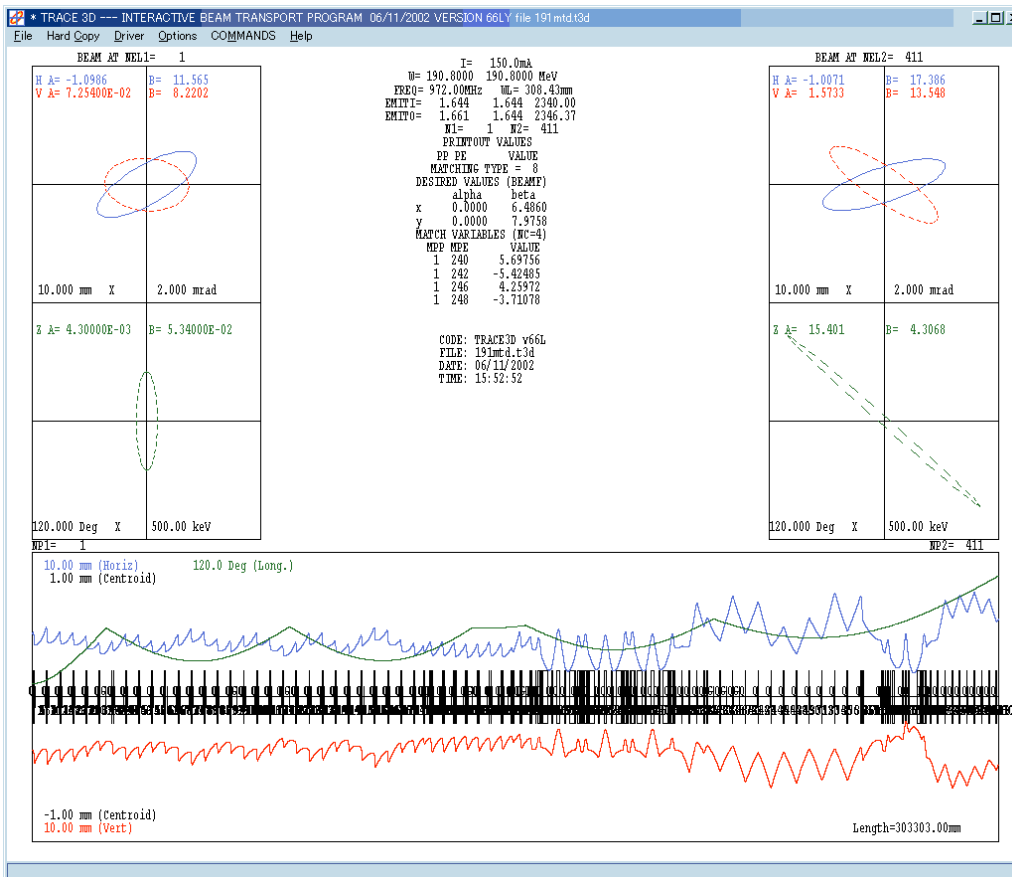 * TRACE 3D --- INTERACTIVE BEAM TRANSPORT PROGRAM 06/11/2002 VERSION 66LY file 191mtd.t3d
File Hard Copy Driver Options COMMANDS Help
BEAM AT NEL1= 1
H A= -1.0986 B= 11.565
V A= 7.25400E-02 B= 8.2202
10.000 mm X 2.000 mrad
Z A= 4.30000E-03 B= 5.34000E-02
120.000 Deg X 500.00 keV
NP1= 1
I= 150.0mA
W= 190.8000 190.8000 MeV
FREQ= 972.00MHz WL= 308.43mm
EMITI= 1.644 1.644 2340.00
EMITO= 1.661 1.644 2346.37
N1= 1 N2= 411
PRINTOUT VALUES
PP PE VALUE
MATCHING TYPE = 8
DESIRED VALUES (BEAMF)
alpha beta
x 0.0000 6.4860
y 0.0000 7.9758
MATCH VARIABLES (NC=4)
MPP MPE VALUE
1 240 5.69756
1 242 -5.42485
1 246 4.25972
1 248 -3.71078
CODE: TRACE3D v66L
FILE: 191mtd.t3d
DATE: 06/11/2002
TIME: 15:52:52
BEAM AT NEL2= 411
H A= -1.0071 B= 17.386
V A= 1.5733 B= 13.548
10.000 mm X 2.000 mrad
Z A= 15.401 B= 4.3068
120.000 Deg X 500.00 keV
NP2= 411
10.00 mm (Horiz) 120.0 Deg (Long.)
1.00 mm (Centroid)
-1.00 mm (Centroid)
10.00 mm (Vert)
Length=303303.00mm